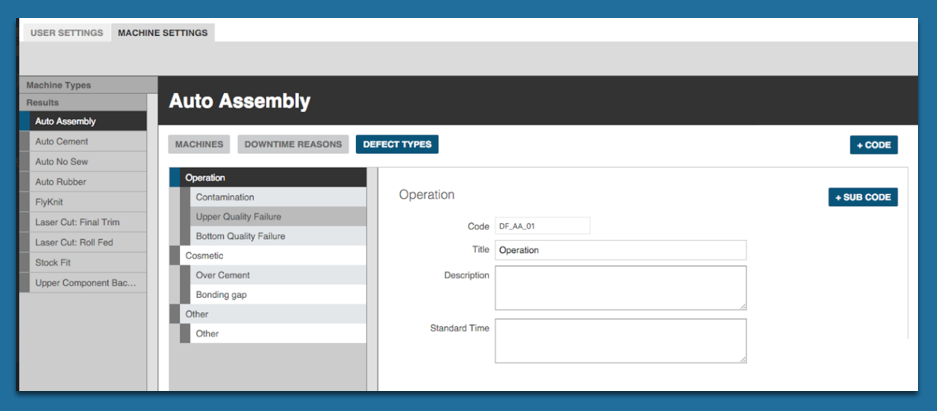 USER SETTINGS
MACHINE SETTINGS
Machine Types
Results
Auto Assembly
Auto Cement
Auto No Sew
Auto Rubber
FlyKnit
Laser Cut: Final Trim
Laser Cut: Roll Fed
Stock Fit
Upper Component Bac...
Auto Assembly
MACHINES
DOWNTIME REASONS
DEFECT TYPES
+ CODE
Operation
Contamination
Upper Quality Failure
Bottom Quality Failure
Cosmetic
Over Cement
Bonding gap
Other
Other
Operation
+ SUB CODE
Code DF_AA_01
Title Operation
Description
Standard Time